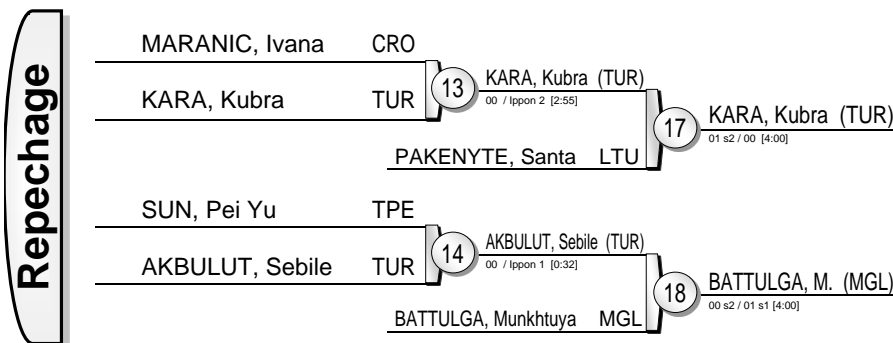 Repechage
MARANIC, Ivana CRO
KARA, Kubra TUR
13
KARA, Kubra (TUR)
00 / Ippon 2 [2:55]
PAKENYTE, Santa LTU
17
KARA, Kubra (TUR)
01 s2 / 00 [4:00]
SUN, Pei Yu TPE
AKBULUT, Sebile TUR
14
AKBULUT, Sebile (TUR)
00 / Ippon 1 [0:32]
BATTULGA, Munkhtuya MGL
18
BATTULGA, M. (MGL)
00 s2 / 01 s1 [4:00]